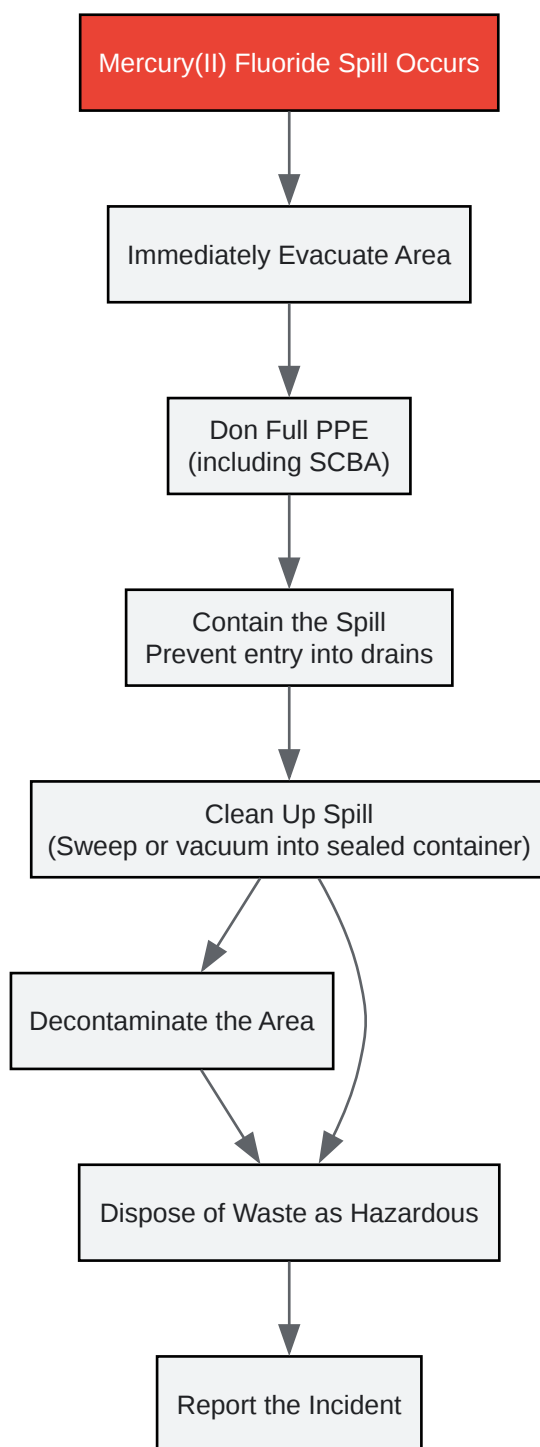 Mercury(II) Fluoride Spill Occurs
Immediately Evacuate Area
Don Full PPE
(including SCBA)
Contain the Spill
Prevent entry into drains
Clean Up Spill
(Sweep or vacuum into sealed container)
Decontaminate the Area
Dispose of Waste as Hazardous
Report the Incident